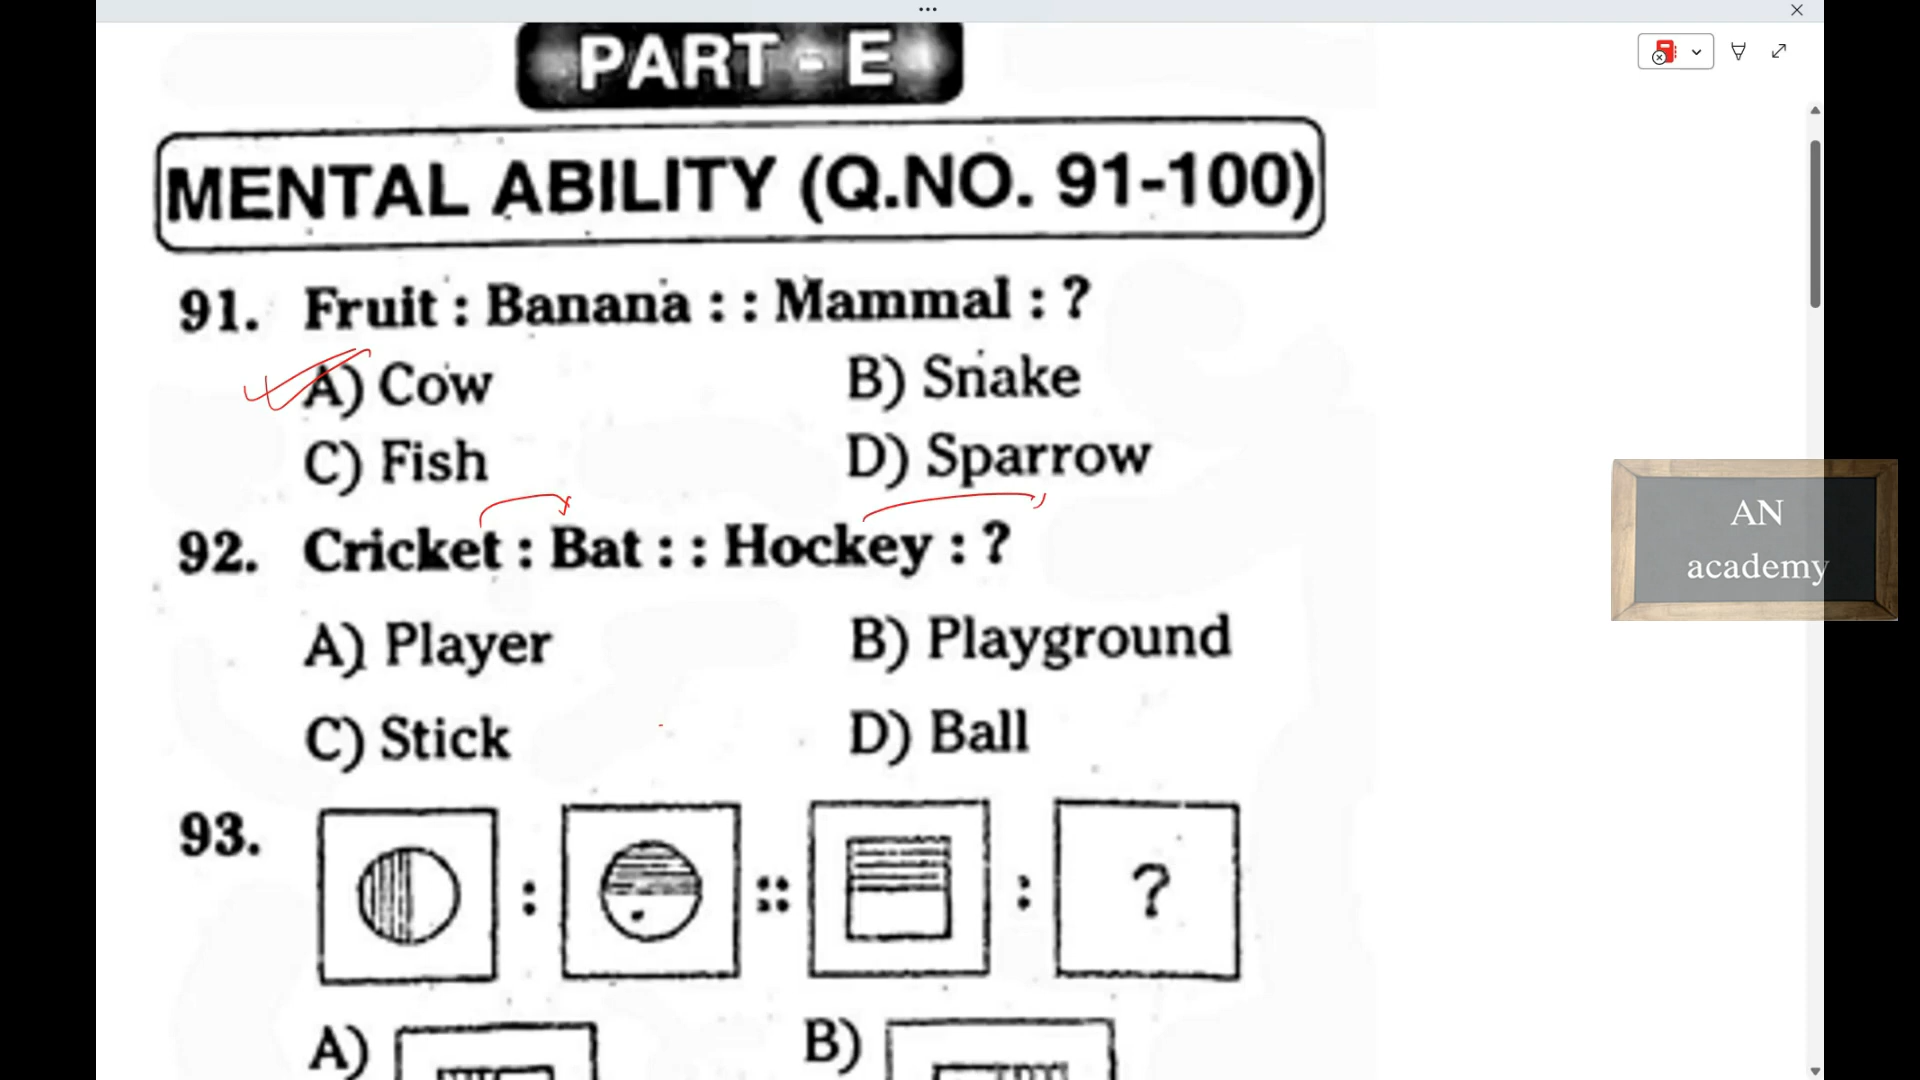 PART - E
MENTAL ABILITY (Q.NO. 91-100)
91. Fruit : Banana : : Mammal : ?
A) Cow B) Snake
C) Fish D) Sparrow
92. Cricket : Bat : : Hockey : ?
A) Player B) Playground
C) Stick D) Ball
93. : :: : ?
A) B)
AN
academy